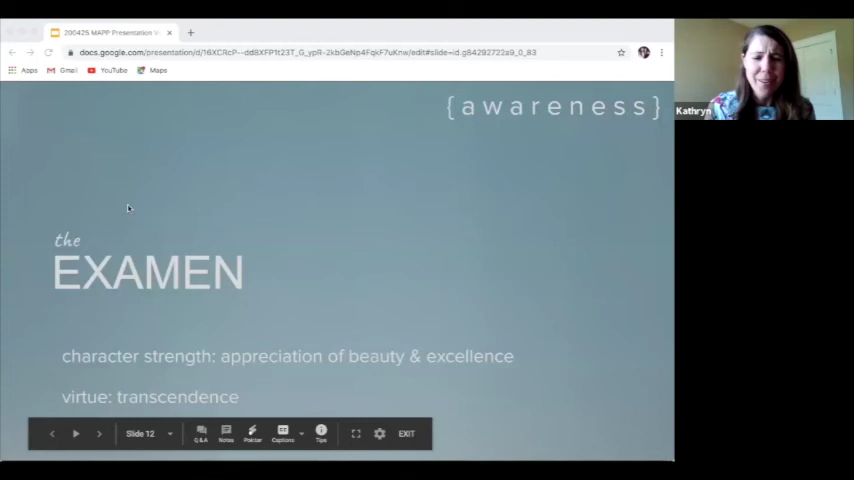 200425 MAPP Presentation V
docs.google.com/presentation/d/16XCRcP--dd8XFP1t23T_G_ypR-2kbGeNp4FqkF7uKnw/edit#slide=id.g84292722a9_0_83
Apps Gmail YouTube Maps
{awareness}
Kathryn
the
EXAMEN
character strength: appreciation of beauty & excellence
virtue: transcendence
Slide 12 Q&A Notes Pointer Captions Tips EXIT